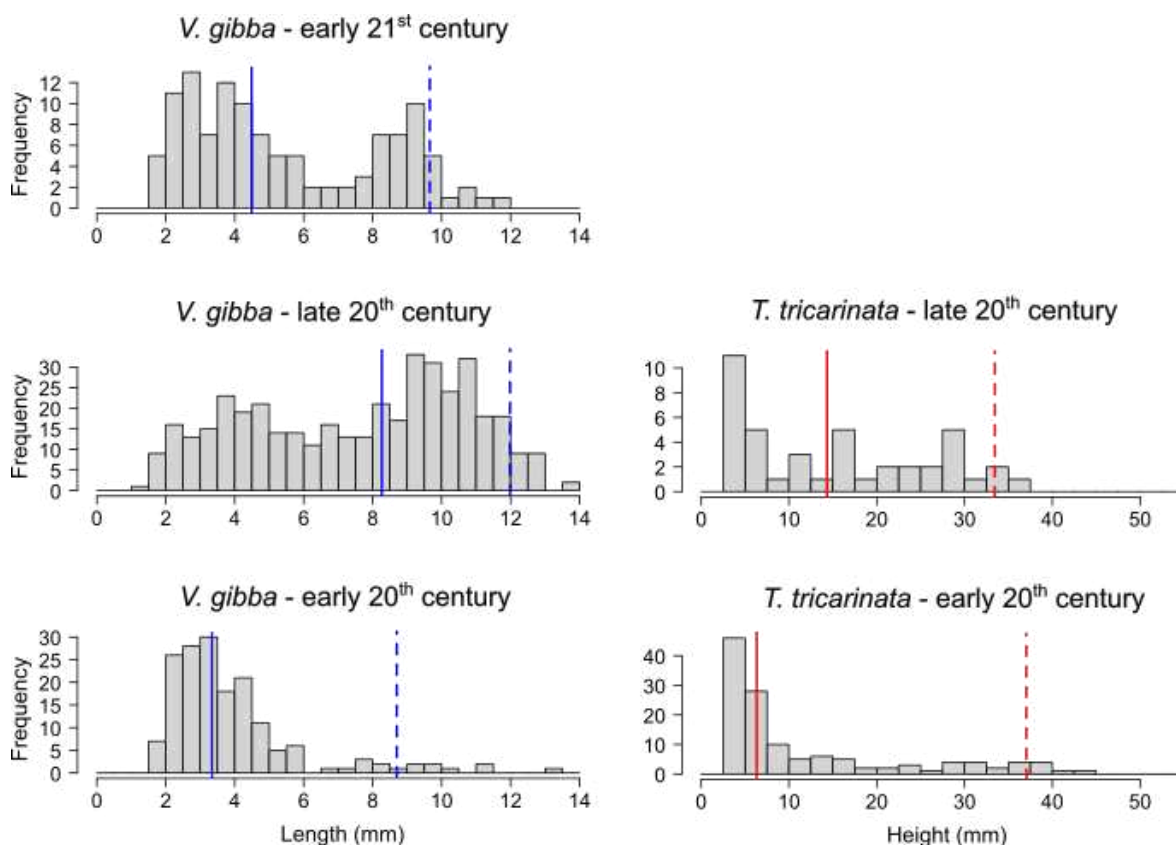 V. gibba - early 21st century
Frequency
0 2 4 6 8 10 12
0 2 4 6 8 10 12 14
V. gibba - late 20th century
Frequency
0 5 10 15 20 25 30
0 2 4 6 8 10 12 14
T. tricarinata - late 20th century
0 2 4 6 8 10
0 10 20 30 40 50
V. gibba - early 20th century
Frequency
0 5 10 15 20 25 30
0 2 4 6 8 10 12 14
Length (mm)
T. tricarinata - early 20th century
0 10 20 30 40
0 10 20 30 40 50
Height (mm)